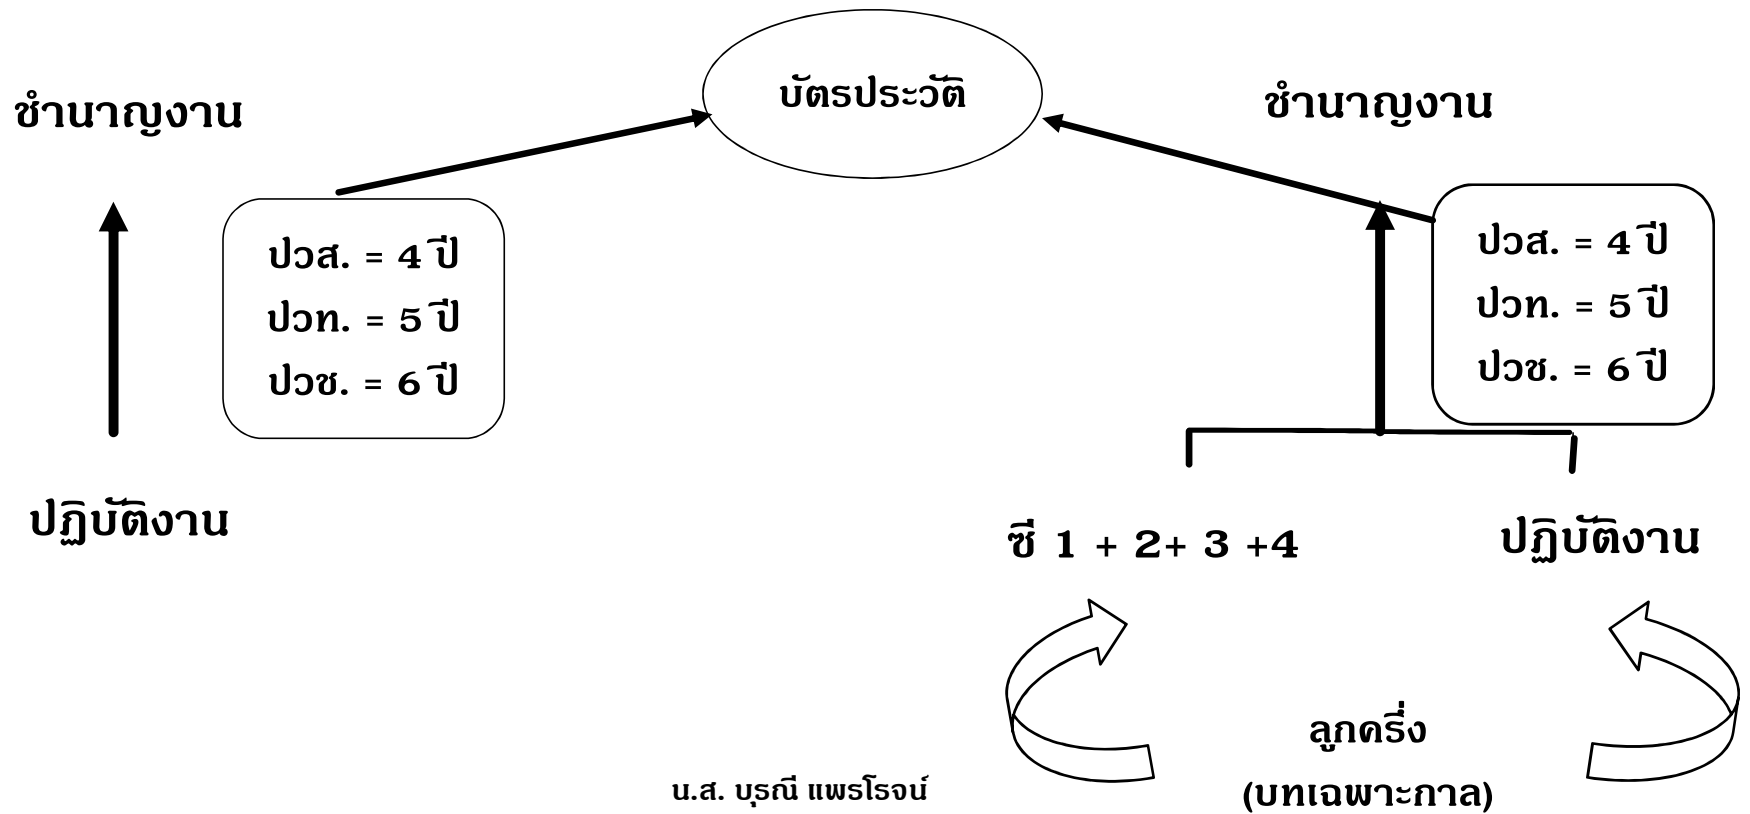 บัตรประวัติ
ชำนาญงาน
ปวส. = 4 ปี
ปวท. = 5 ปี
ปวช. = 6 ปี
ปฏิบัติงาน
ชำนาญงาน
ปวส. = 4 ปี
ปวท. = 5 ปี
ปวช. = 6 ปี
ซี 1 + 2+ 3 +4
ปฏิบัติงาน
ลูกครึ่ง
(บทเฉพาะกาล)
น.ส. บุรณี แพรโรจน์